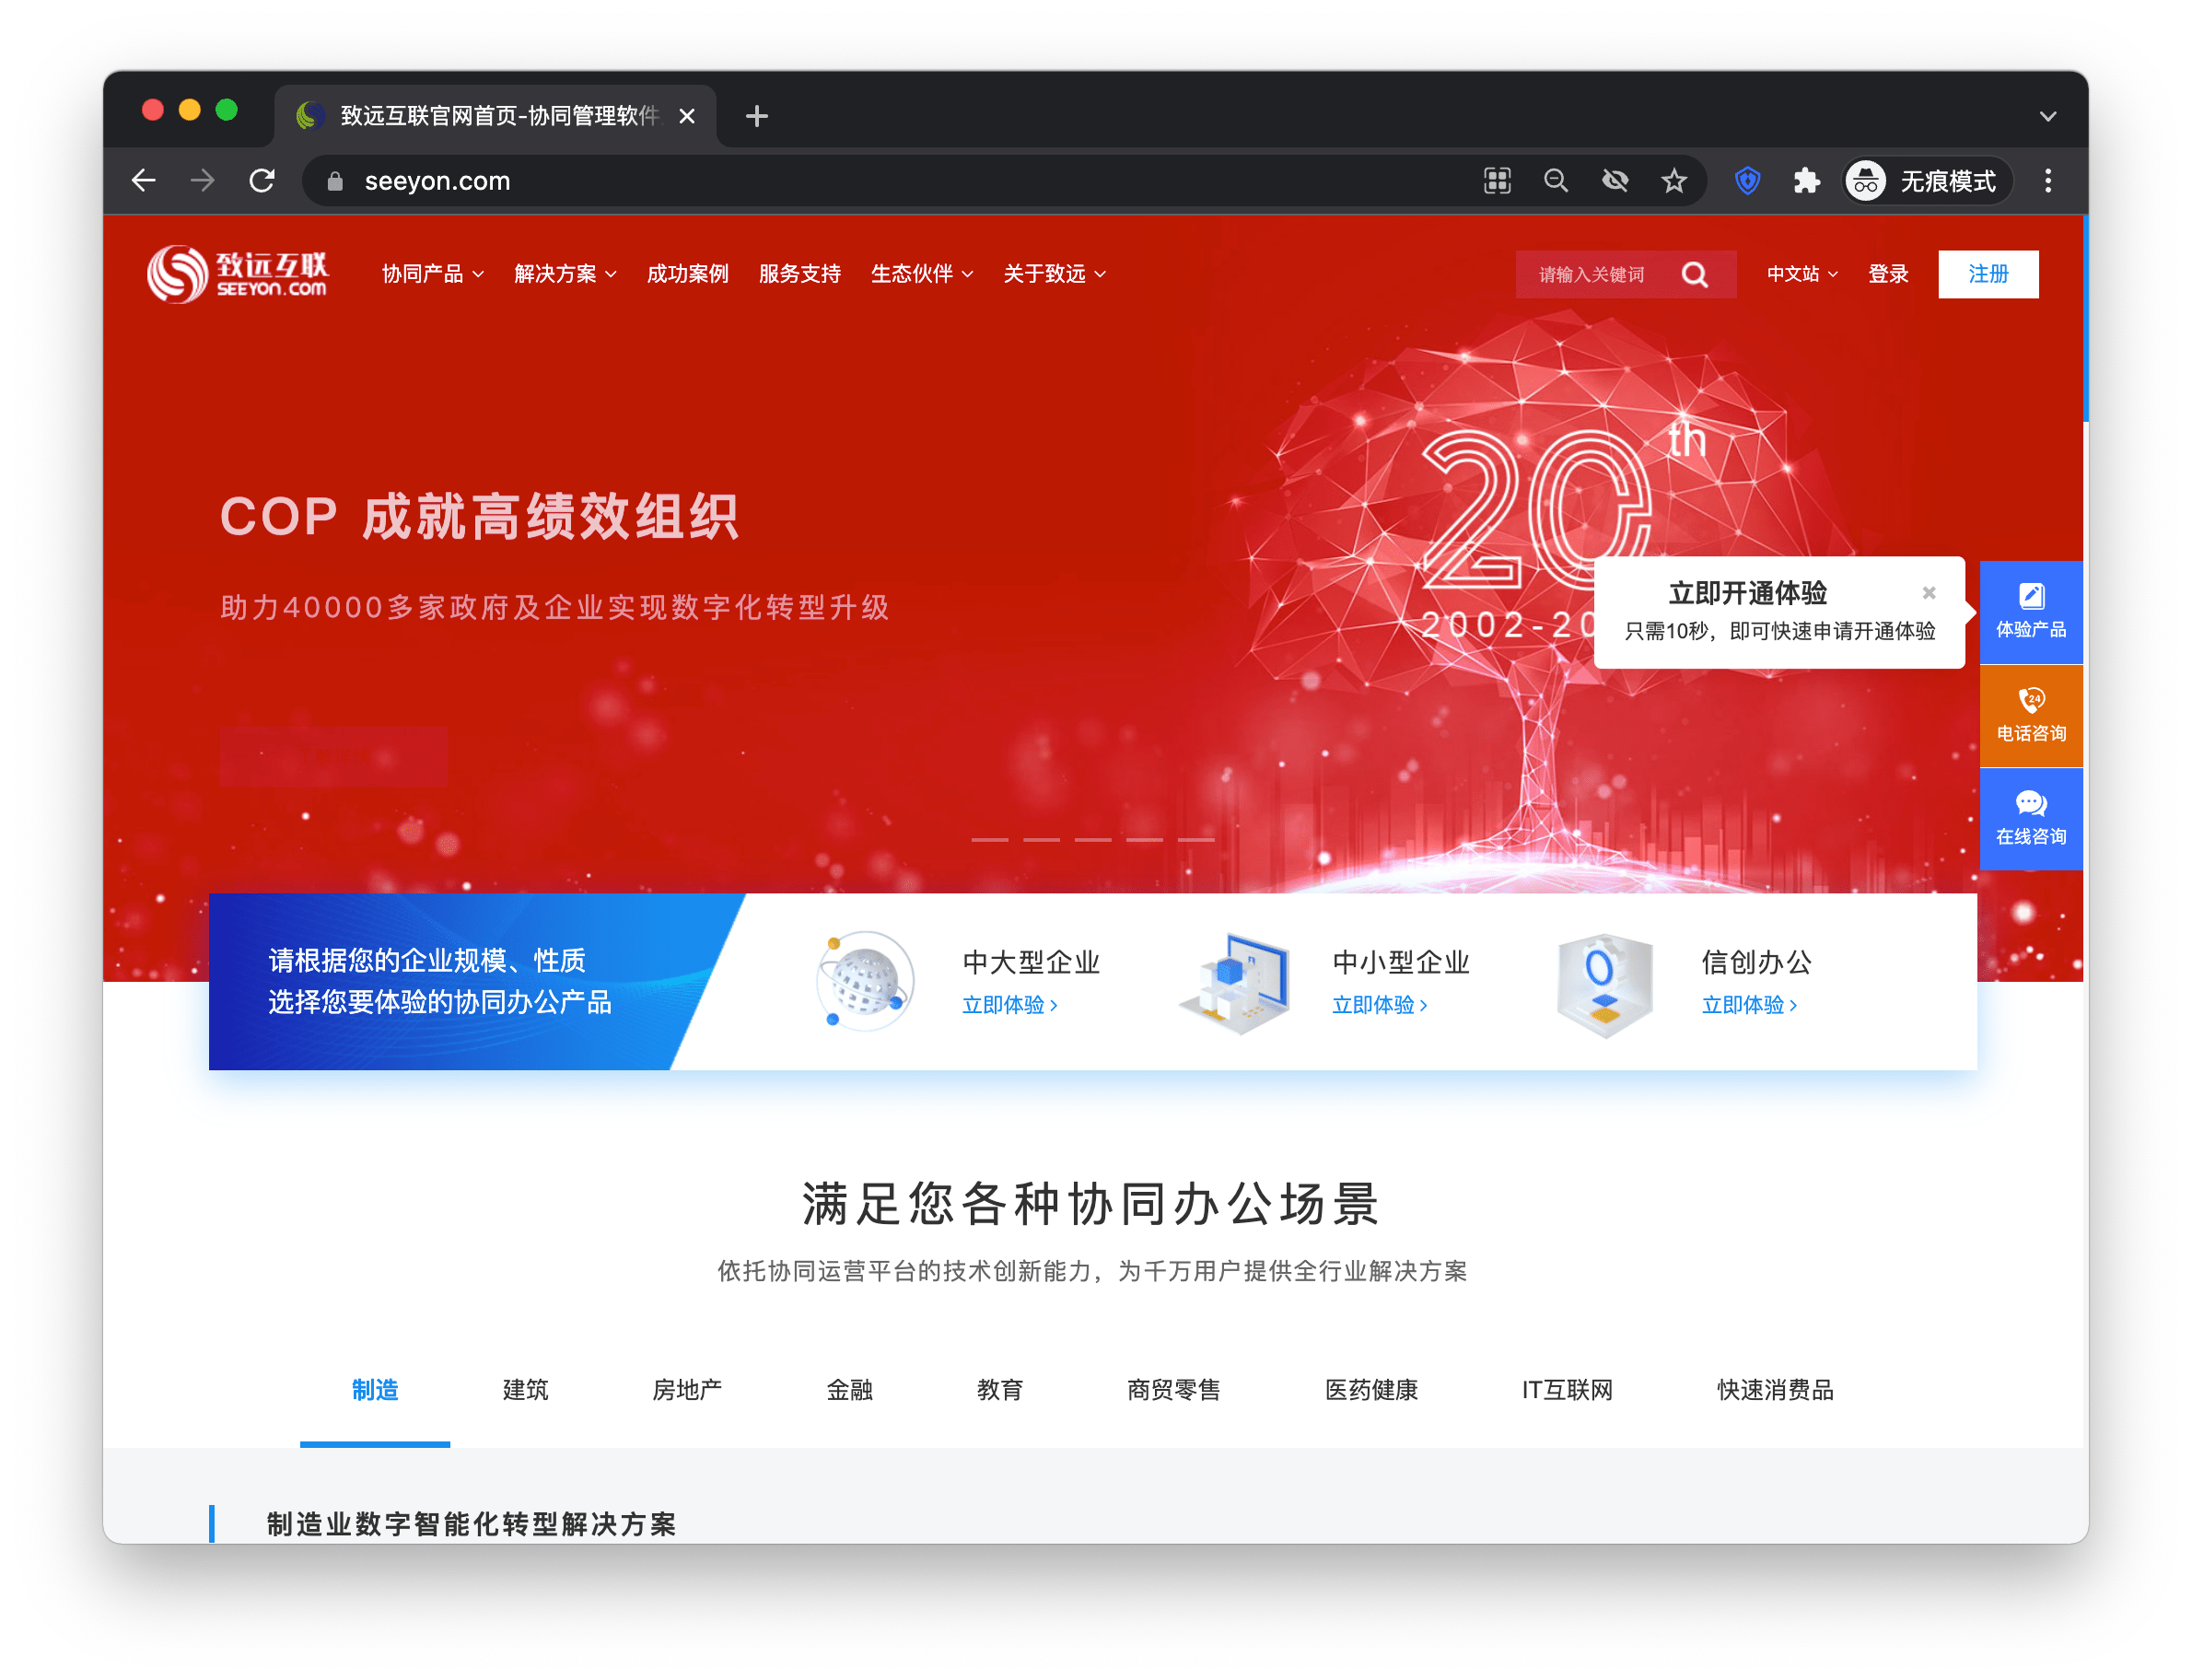 致远互联官网首页-协同管理软件
seeyon.com
无痕模式
致远互联
SEEYON.COM
协同产品
解决方案
成功案例
服务支持
生态伙伴
关于致远
请输入关键词
中文站
登录
注册
20th
2002-20
COP 成就高绩效组织
助力40000多家政府及企业实现数字化转型升级
立即开通体验
只需10秒，即可快速申请开通体验
体验产品
24
电话咨询
在线咨询
请根据您的企业规模、性质
选择您要体验的协同办公产品
中大型企业
立即体验
中小型企业
立即体验
信创办公
立即体验
满足您各种协同办公场景
依托协同运营平台的技术创新能力，为千万用户提供全行业解决方案
制造
建筑
房地产
金融
教育
商贸零售
医药健康
IT互联网
快速消费品
制造业数字智能化转型解决方案